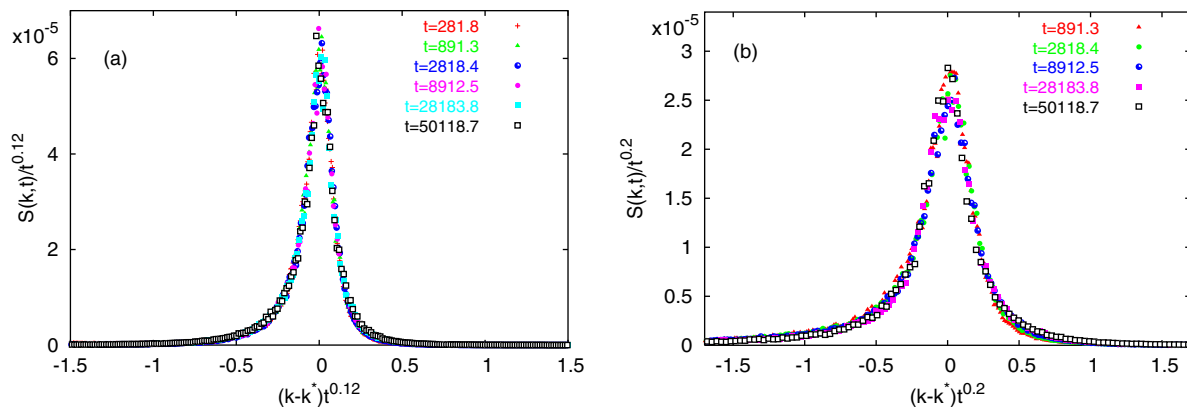 x10^-5
(a)
t=281.8
t=891.3
t=2818.4
t=8912.5
t=28183.8
t=50118.7
6
4
2
0
S(k,t)/t^0.12
-1.5 -1 -0.5 0 0.5 1 1.5
(k-k^*)t^0.12
x10^-5
(b)
t=891.3
t=2818.4
t=8912.5
t=28183.8
t=50118.7
3
2.5
2
1.5
1
0.5
0
S(k,t)/t^0.2
-1.5 -1 -0.5 0 0.5 1 1.5
(k-k^*)t^0.2